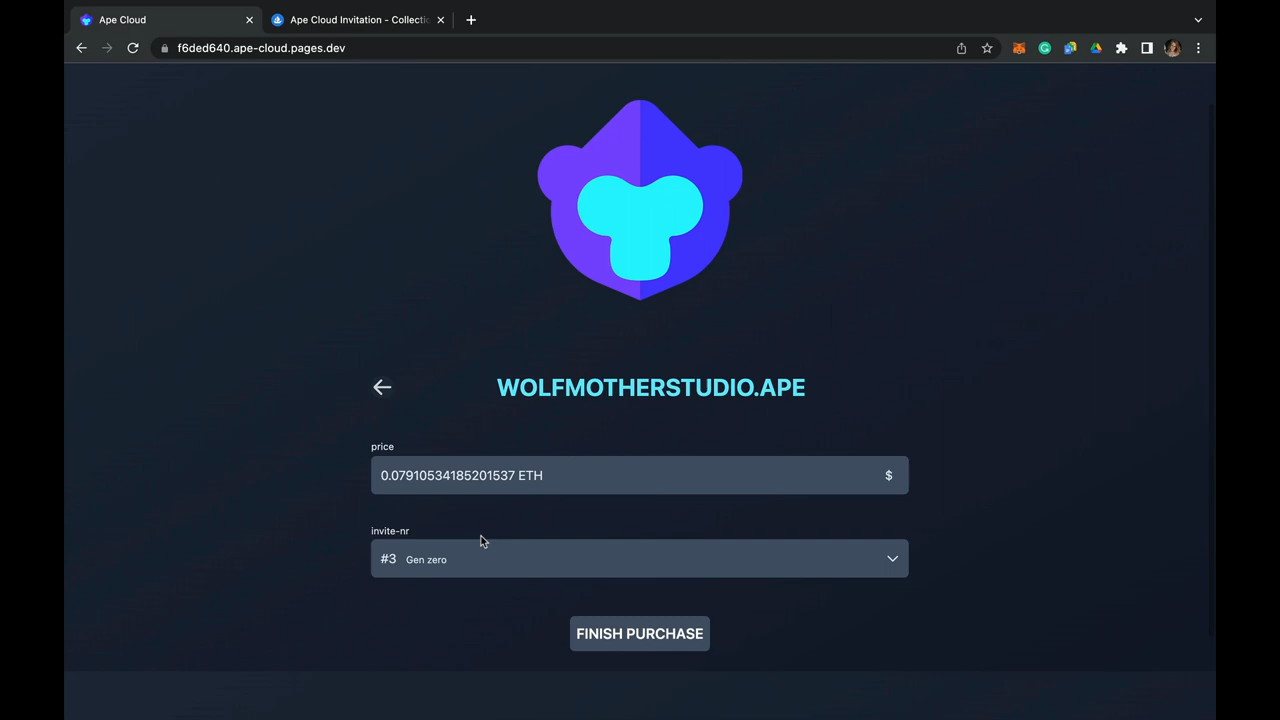 Ape Cloud
Ape Cloud Invitation - Collectic
f6ded640.ape-cloud.pages.dev
WOLFMOTHERSTUDIO.APE
price
0.07910534185201537 ETH $
invite-nr
#3 Gen zero
FINISH PURCHASE